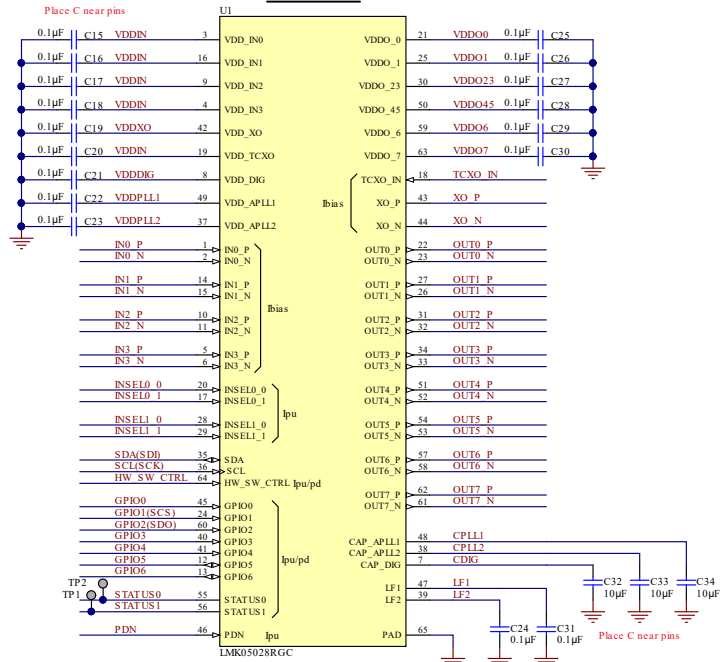 Place C near pins
U1
0.1µF C15 VDDIN 3 VDD_IN0 VDDO_0 21 VDDO0 0.1µF C25
0.1µF C16 VDDIN 16 VDD_IN1 VDDO_1 25 VDDO1 0.1µF C26
0.1µF C17 VDDIN 9 VDD_IN2 VDDO_23 30 VDDO23 0.1µF C27
0.1µF C18 VDDIN 4 VDD_IN3 VDDO_45 50 VDDO45 0.1µF C28
0.1µF C19 VDDXO 42 VDD_XO VDDO_6 59 VDDO6 0.1µF C29
0.1µF C20 VDDIN 19 VDD_TCXO VDDO_7 63 VDDO7 0.1µF C30
0.1µF C21 VDDDIG 8 VDD_DIG TCXO_IN 18 TCXO_IN
0.1µF C22 VDDPLL1 49 VDD_APLL1 Ibias XO_P 43 XO_P
0.1µF C23 VDDPLL2 37 VDD_APLL2 XO_N 44 XO_N
IN0_P 1 IN0_P OUT0_P 22 OUT0_P
IN0_N 2 IN0_N OUT0_N 23 OUT0_N
IN1_P 14 IN1_P OUT1_P 27 OUT1_P
IN1_N 15 IN1_N OUT1_N 26 OUT1_N
Ibias
IN2_P 10 IN2_P OUT2_P 31 OUT2_P
IN2_N 11 IN2_N OUT2_N 32 OUT2_N
IN3_P 5 IN3_P OUT3_P 34 OUT3_P
IN3_N 6 IN3_N OUT3_N 33 OUT3_N
INSEL0_0 20 INSEL0_0 OUT4_P 51 OUT4_P
INSEL0_1 17 INSEL0_1 Ipu OUT4_N 52 OUT4_N
INSEL1_0 28 INSEL1_0 OUT5_P 54 OUT5_P
INSEL1_1 29 INSEL1_1 OUT5_N 53 OUT5_N
SDA(SDI) 35 SDA OUT6_P 57 OUT6_P
SCL(SCK) 36 SCL OUT6_N 58 OUT6_N
HW_SW_CTRL 64 HW_SW_CTRL Ipu/pd
OUT7_P 62 OUT7_P
OUT7_N 61 OUT7_N
GPIO0 45 GPIO0
GPIO1(SCS) 24 GPIO1
GPIO2(SDO) 60 GPIO2
GPIO3 40 GPIO3 CAP_APLL1 48 CPLL1
GPIO4 41 GPIO4 Ipu/pd CAP_APLL2 38 CPLL2
GPIO5 12 GPIO5 CAP_DIG 7 CDIG
GPIO6 13 GPIO6
C32 10µF C33 10µF C34 10µF
TP2
TP1
STATUS0 55 STATUS0 LF1 47 LF1
STATUS1 56 STATUS1 LF2 39 LF2
C24 0.1µF C31 0.1µF
Place C near pins
PDN 46 PDN Ipu PAD 65
LMK05028RGC